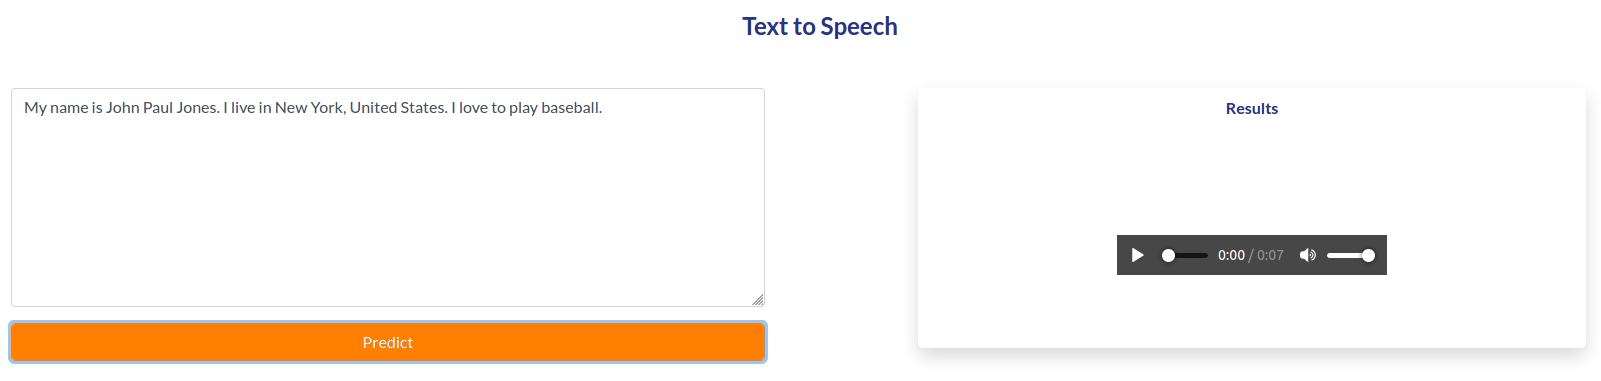 Text to Speech
My name is John Paul Jones. I live in New York, United States. I love to play baseball.
Predict
Results
0:00 / 0:07